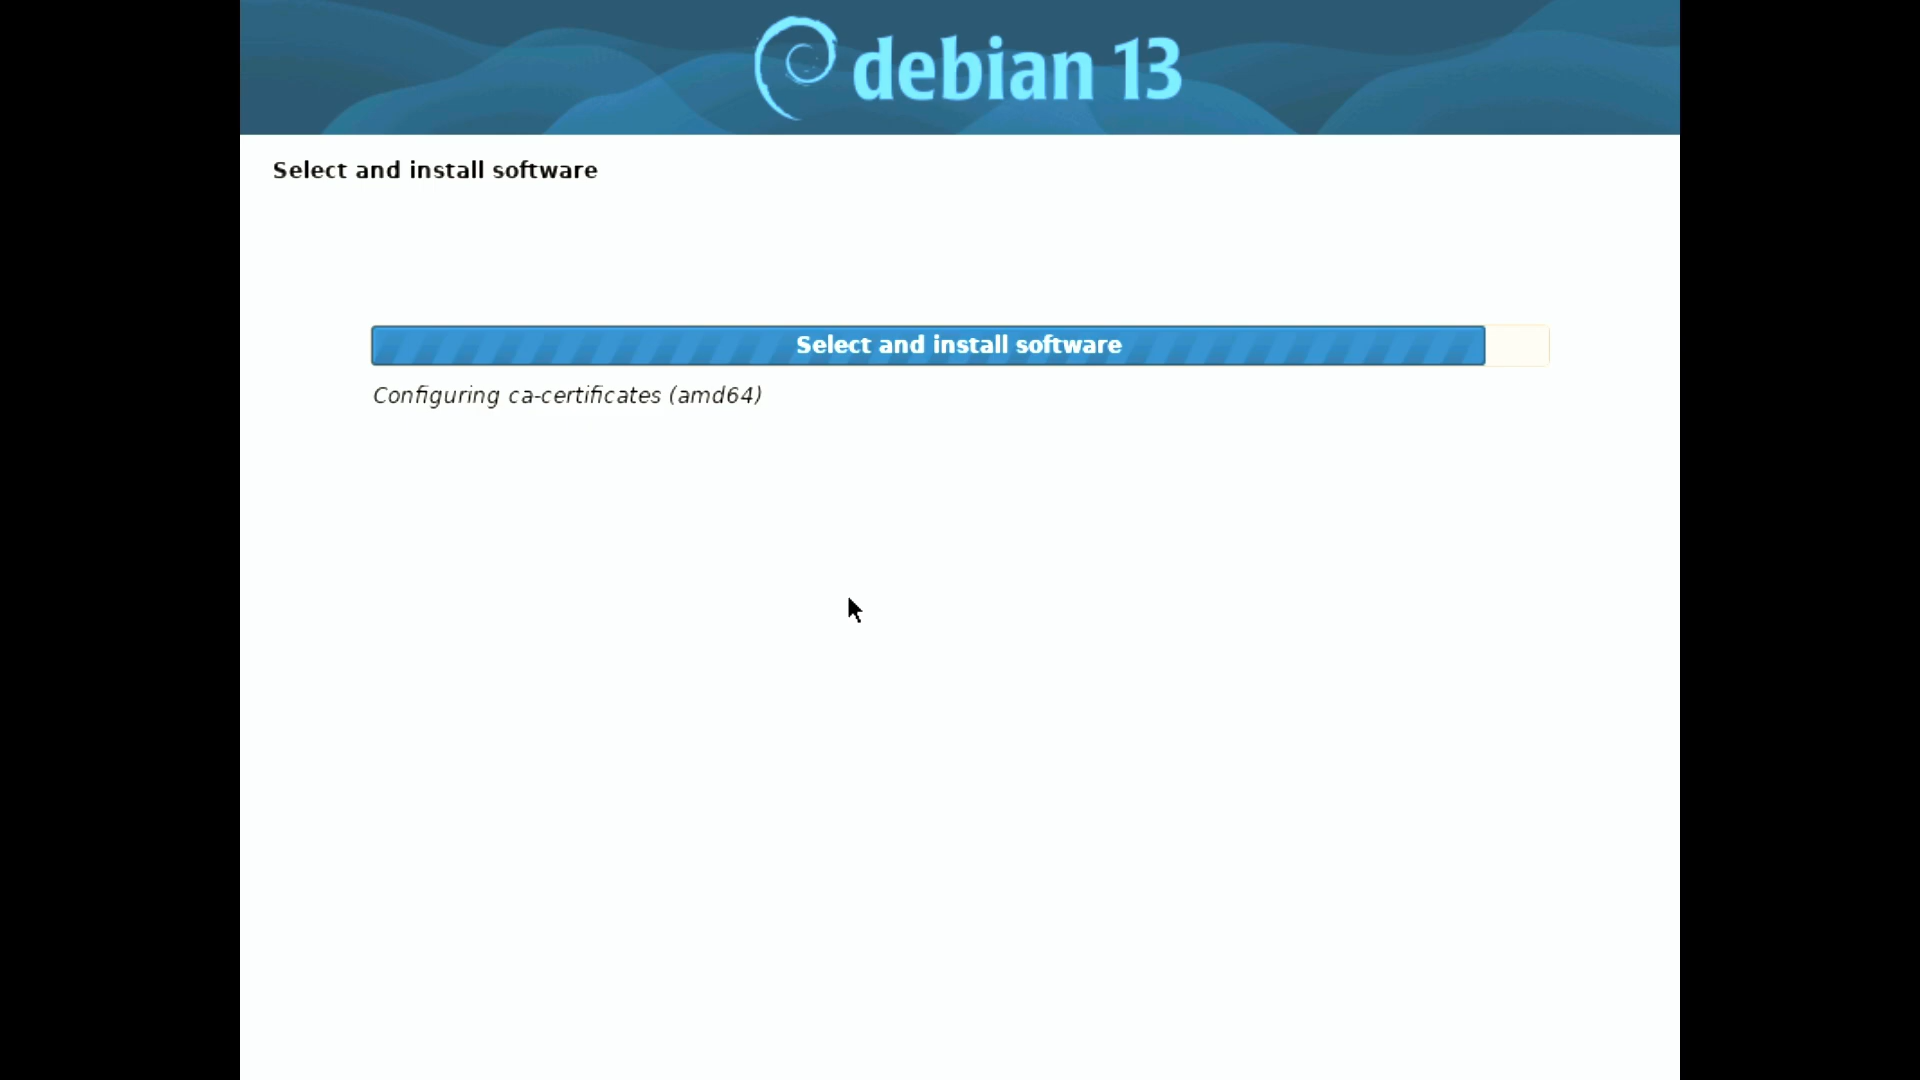 debian 13
Select and install software
Select and install software
Configuring ca-certificates (amd64)